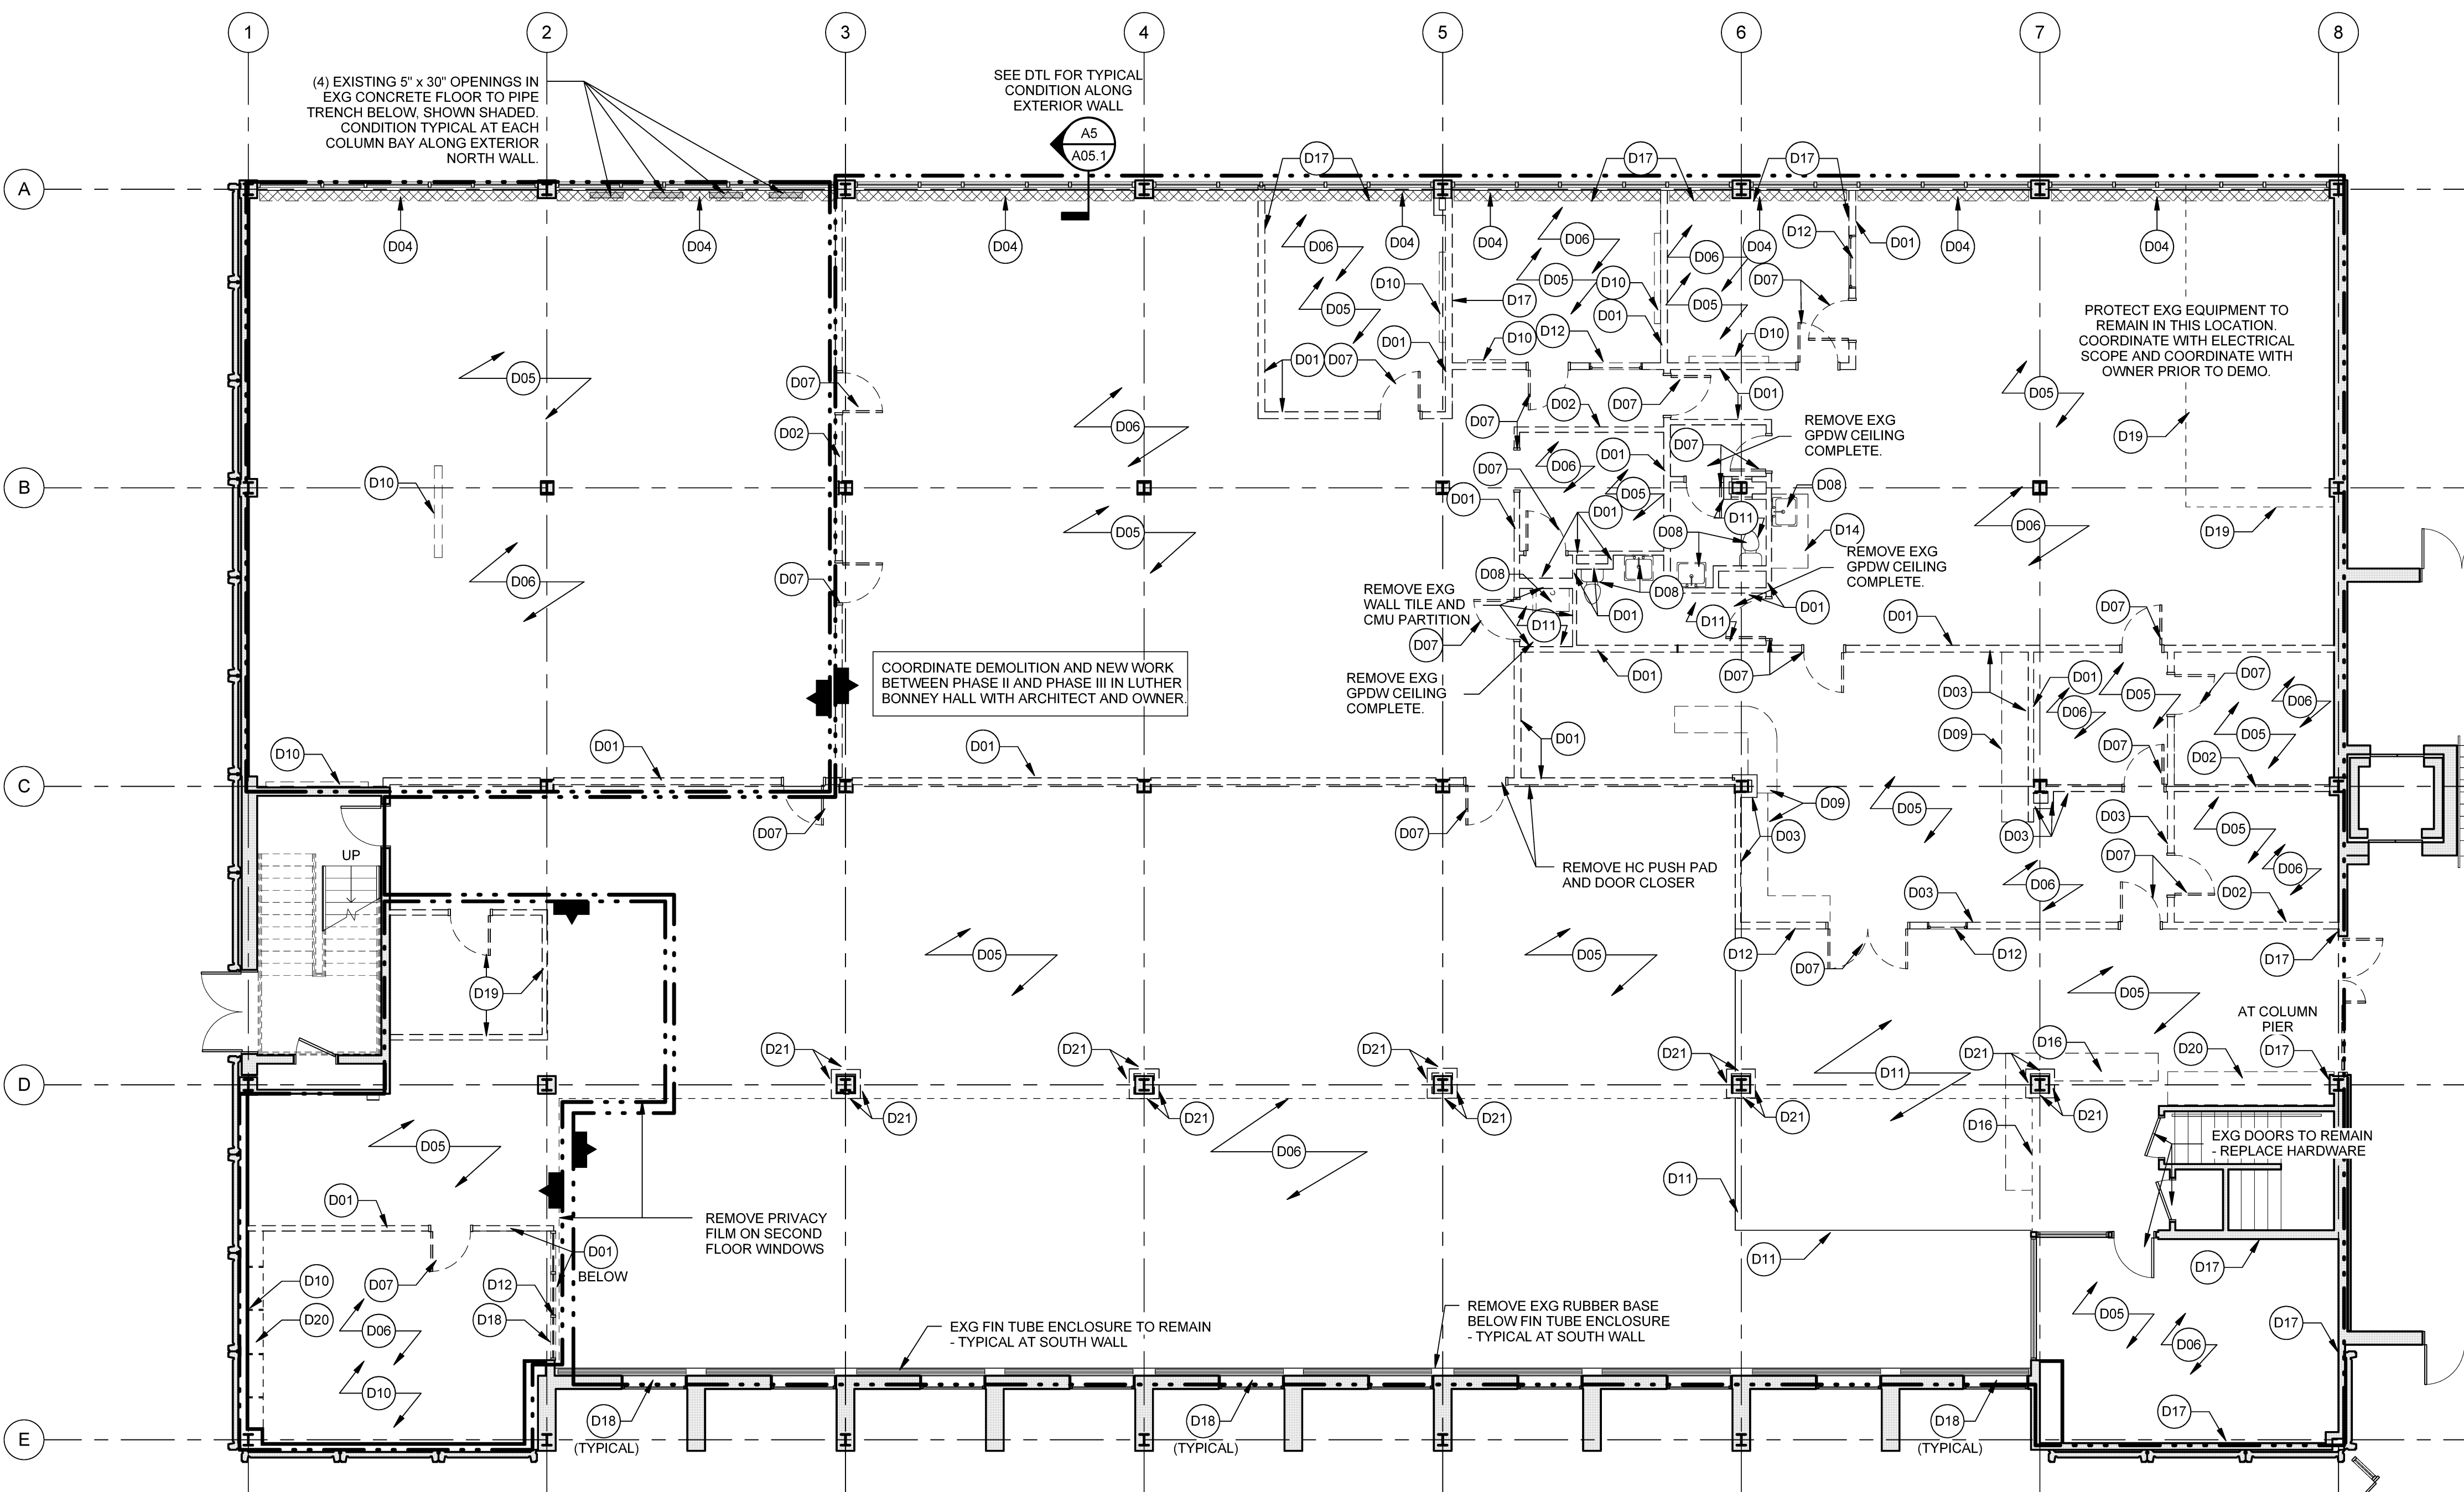 1
2
3
4
5
6
7
8
(4) EXISTING 5" x 30" OPENINGS IN
EXG CONCRETE FLOOR TO PIPE
TRENCH BELOW, SHOWN SHADED.
CONDITION TYPICAL AT EACH
COLUMN BAY ALONG EXTERIOR
NORTH WALL.
SEE DTL FOR TYPICAL
CONDITION ALONG
EXTERIOR WALL
A5
A05.1
D17
D17
D17
A
D04
D04
D04
D06
D04
D04
D06
D06
D04
D12
D01
D04
D04
D10
D05
D17
D05
D10
D05
D07
D01
D10
D12
D10
D01
D07
D01
PROTECT EXG EQUIPMENT TO
REMAIN IN THIS LOCATION.
COORDINATE WITH ELECTRICAL
SCOPE AND COORDINATE WITH
OWNER PRIOR TO DEMO.
D05
D07
D05
D06
D07
D02
D07
D01
D02
D07
REMOVE EXG
GPDW CEILING
COMPLETE.
D05
D19
B
D10
D07
D06
D01
D01
D05
D08
D01
D11
D05
D08
D14
D06
D19
D06
D07
D08
D08
D01
D11
D01
REMOVE EXG
GPDW CEILING
COMPLETE.
REMOVE EXG
WALL TILE AND
CMU PARTITION
D11
D07
D01
D07
D01
D07
COORDINATE DEMOLITION AND NEW WORK
BETWEEN PHASE II AND PHASE III IN LUTHER
BONNEY HALL WITH ARCHITECT AND OWNER.
REMOVE EXG
GPDW CEILING
COMPLETE.
D03
D01
D05
D07
D06
D06
D10
D01
D01
D01
D09
D07
D05
D02
C
D07
D07
D09
D03
D05
D03
D03
D05
UP
REMOVE HC PUSH PAD
AND DOOR CLOSER
D07
D06
D06
D03
D02
D05
D05
D12
D07
D12
D17
D19
D05
AT COLUMN
PIER
D21
D21
D21
D21
D16
D21
D20
D17
D
D11
D21
D21
D21
D21
D21
D05
D06
D16
EXG DOORS TO REMAIN
- REPLACE HARDWARE
D01
D11
REMOVE PRIVACY
FILM ON SECOND
FLOOR WINDOWS
D01
BELOW
D10
D07
D12
D11
D17
D20
D06
D18
EXG FIN TUBE ENCLOSURE TO REMAIN
- TYPICAL AT SOUTH WALL
REMOVE EXG RUBBER BASE
BELOW FIN TUBE ENCLOSURE
- TYPICAL AT SOUTH WALL
D05
D06
D17
D10
D18
(TYPICAL)
D18
(TYPICAL)
D18
(TYPICAL)
D17
E